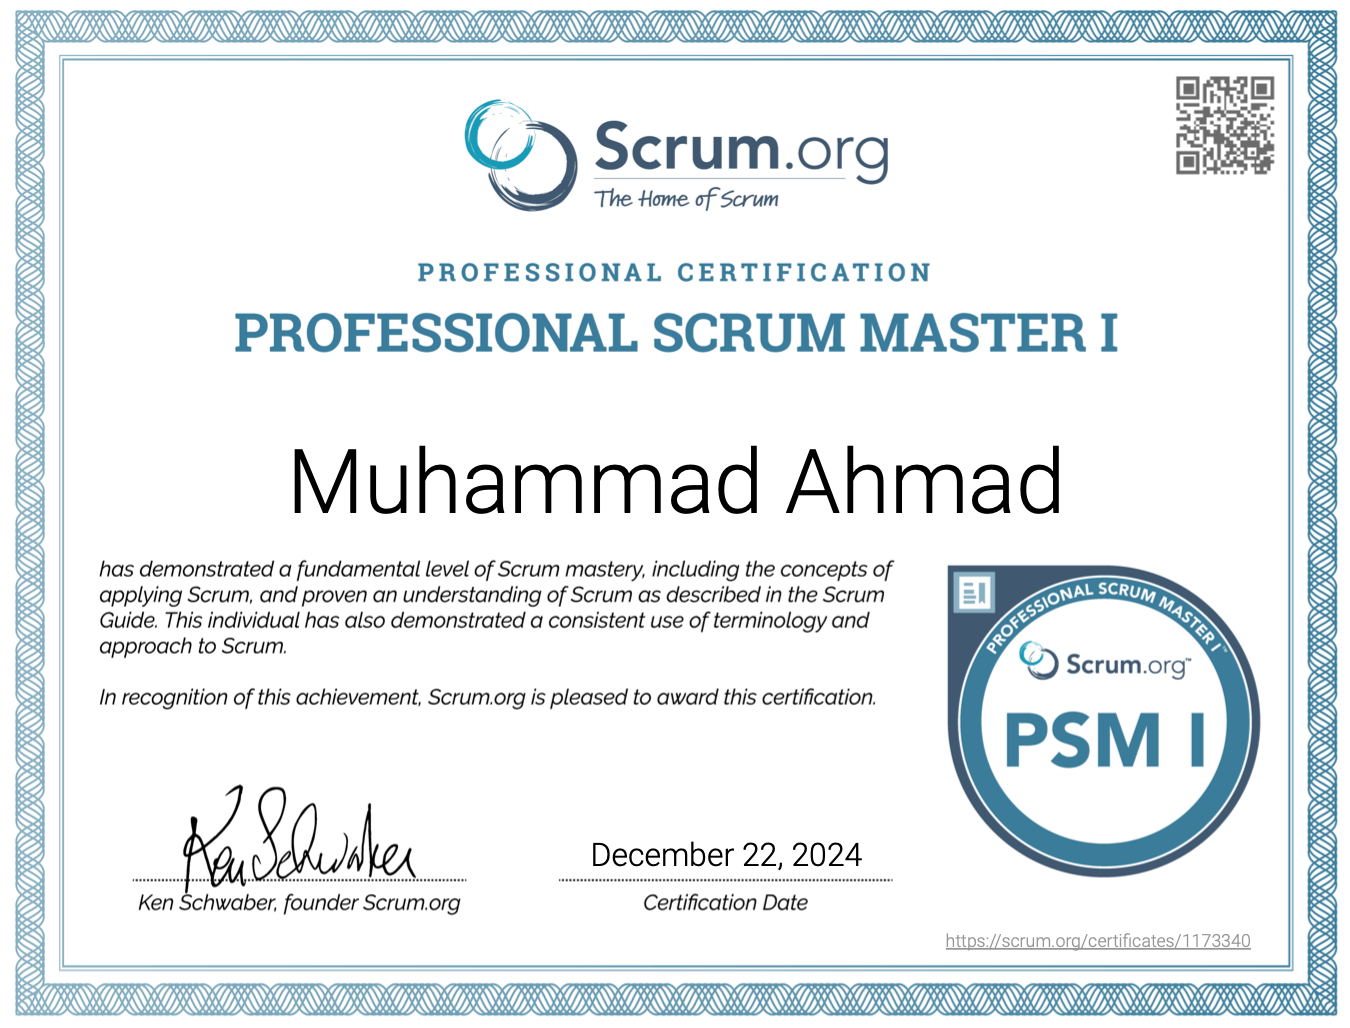 Scrum.org
The Home of Scrum
PROFESSIONAL CERTIFICATION
PROFESSIONAL SCRUM MASTER I
Muhammad Ahmad
has demonstrated a fundamental level of Scrum mastery, including the concepts of
applying Scrum, and proven an understanding of Scrum as described in the Scrum
Guide. This individual has also demonstrated a consistent use of terminology and
approach to Scrum.
In recognition of this achievement, Scrum.org is pleased to award this certification.
PROFESSIONAL SCRUM MASTER I™
Scrum.org™
PSM I
Ken Schwaber
December 22, 2024
Ken Schwaber, founder Scrum.org
Certification Date
https://scrum.org/certificates/1173340